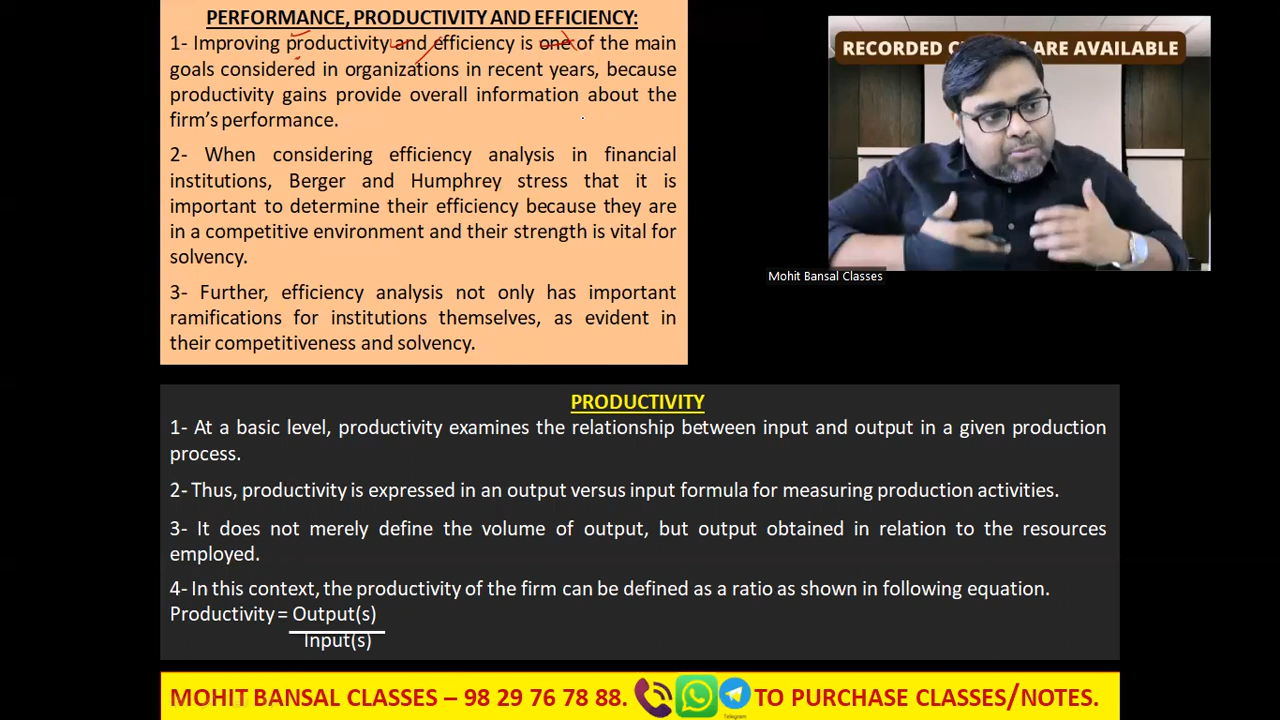 PERFORMANCE, PRODUCTIVITY AND EFFICIENCY:
1- Improving productivity and efficiency is one of the main
goals considered in organizations in recent years, because
productivity gains provide overall information about the
firm's performance.
2- When considering efficiency analysis in financial
institutions, Berger and Humphrey stress that it is
important to determine their efficiency because they are
in a competitive environment and their strength is vital for
solvency.
3- Further, efficiency analysis not only has important
ramifications for institutions themselves, as evident in
their competitiveness and solvency.
RECORDED C ES ARE AVAILABLE
Mohit Bansal Classes
PRODUCTIVITY
1- At a basic level, productivity examines the relationship between input and output in a given production
process.
2- Thus, productivity is expressed in an output versus input formula for measuring production activities.
3- It does not merely define the volume of output, but output obtained in relation to the resources
employed.
4- In this context, the productivity of the firm can be defined as a ratio as shown in following equation.
Productivity = Output(s)
Input(s)
MOHIT BANSAL CLASSES – 98 29 76 78 88. TO PURCHASE CLASSES/NOTES.
Telegram